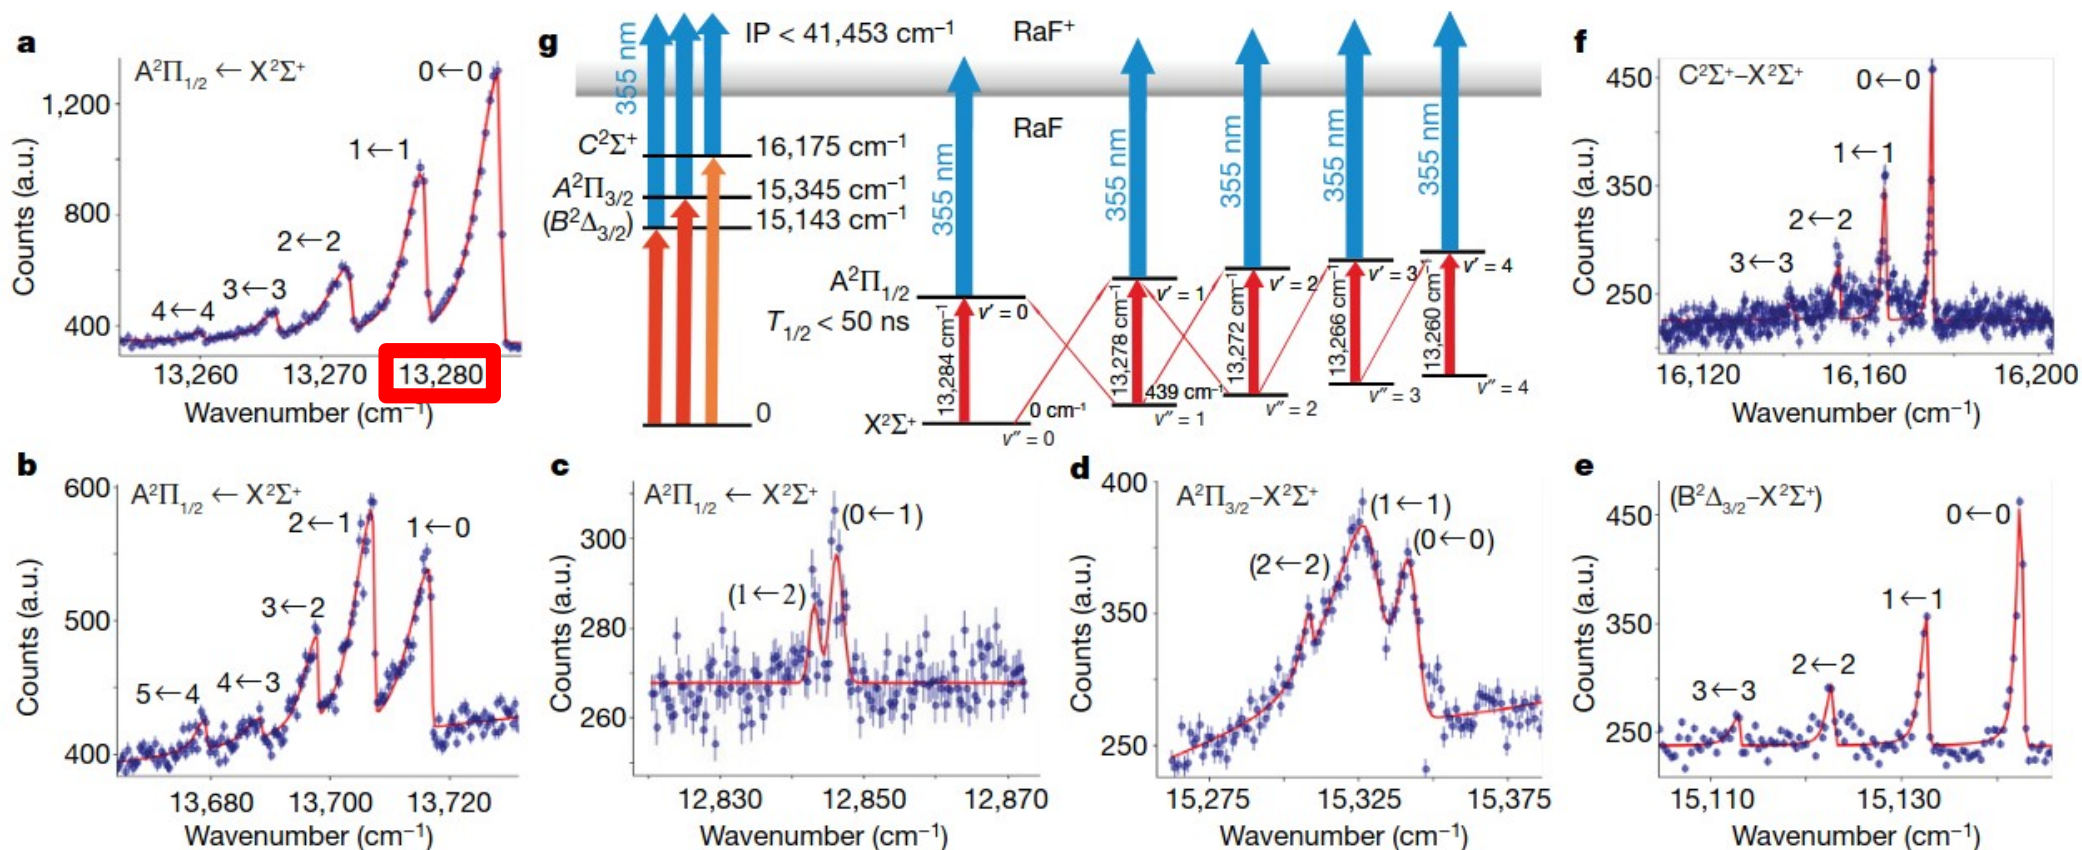 a
A²Π₁/₂ ← X²Σ⁺
0←0
1←1
2←2
3←3
4←4
1,200
800
400
Counts (a.u.)
13,260 13,270 13,280
Wavenumber (cm⁻¹)
g
355 nm
IP < 41,453 cm⁻¹
RaF⁺
RaF
C²Σ⁺ 16,175 cm⁻¹
A²Π₃/₂ 15,345 cm⁻¹
(B²Δ₃/₂) 15,143 cm⁻¹
0
355 nm
355 nm
355 nm
355 nm
355 nm
A²Π₁/₂
T₁/₂ < 50 ns
v′ = 0
v′ = 1
v′ = 2
v′ = 3
v′ = 4
13,284 cm⁻¹
13,278 cm⁻¹
13,272 cm⁻¹
13,266 cm⁻¹
13,260 cm⁻¹
0 cm⁻¹
439 cm⁻¹
X²Σ⁺
v″ = 0
v″ = 1
v″ = 2
v″ = 3
v″ = 4
f
C²Σ⁺–X²Σ⁺
0←0
1←1
2←2
3←3
450
350
250
Counts (a.u.)
16,120 16,160 16,200
Wavenumber (cm⁻¹)
b
A²Π₁/₂ ← X²Σ⁺
2←1
1←0
3←2
4←3
5←4
600
500
400
Counts (a.u.)
13,680 13,700 13,720
Wavenumber (cm⁻¹)
c
A²Π₁/₂ ← X²Σ⁺
(0←1)
(1←2)
300
280
260
Counts (a.u.)
12,830 12,850 12,870
Wavenumber (cm⁻¹)
d
A²Π₃/₂–X²Σ⁺
(1←1)
(0←0)
(2←2)
400
350
250
Counts (a.u.)
15,275 15,325 15,375
Wavenumber (cm⁻¹)
e
(B²Δ₃/₂–X²Σ⁺)
0←0
1←1
2←2
3←3
450
350
250
Counts (a.u.)
15,110 15,130
Wavenumber (cm⁻¹)